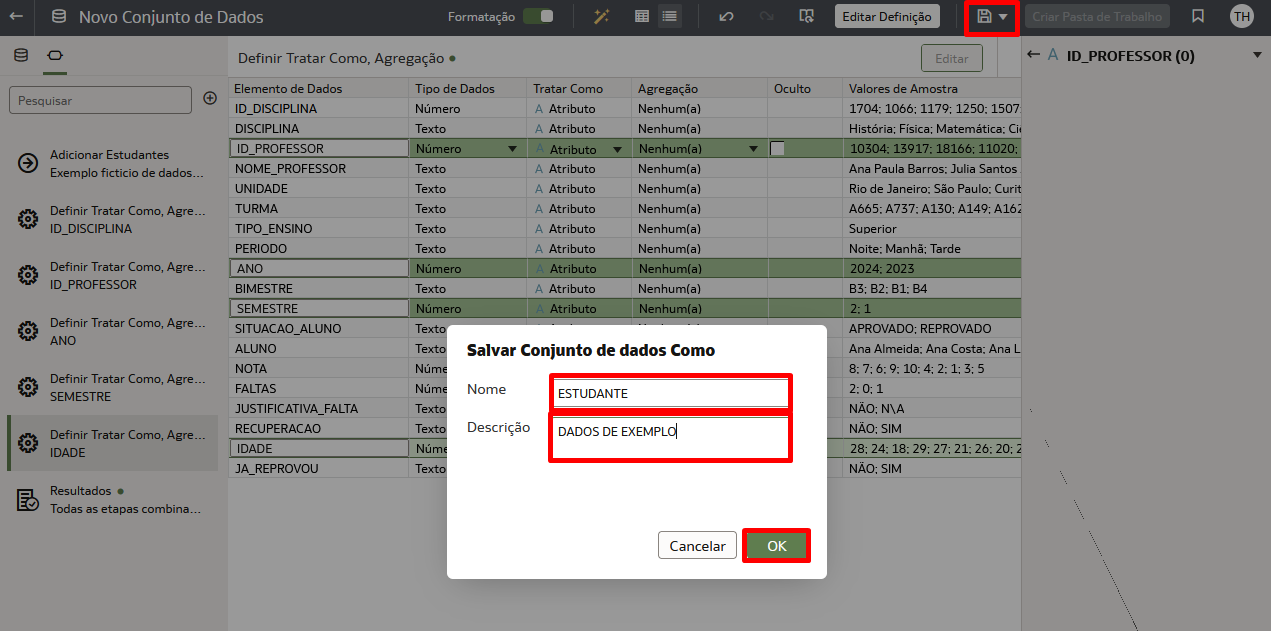 Novo Conjunto de Dados
Formatação
Editar Definição
Criar Pasta de Trabalho
TH
Pesquisar
Adicionar Estudantes
Exemplo ficticio de dados...
Definir Tratar Como, Agre...
ID_DISCIPLINA
Definir Tratar Como, Agre...
ID_PROFESSOR
Definir Tratar Como, Agre...
ANO
Definir Tratar Como, Agre...
SEMESTRE
Definir Tratar Como, Agre...
IDADE
Resultados
Todas as etapas combina...
Definir Tratar Como, Agregação
Editar
Elemento de Dados Tipo de Dados Tratar Como Agregação Oculto Valores de Amostra
ID_DISCIPLINA Número A Atributo Nenhum(a) 1704; 1066; 1179; 1250; 1507
DISCIPLINA Texto A Atributo Nenhum(a) História; Física; Matemática; Cie
ID_PROFESSOR Número A Atributo Nenhum(a) 10304; 13917; 18166; 11020;
NOME_PROFESSOR Texto A Atributo Nenhum(a) Ana Paula Barros; Julia Santos
UNIDADE Texto A Atributo Nenhum(a) Rio de Janeiro; São Paulo; Curit
TURMA Texto A Atributo Nenhum(a) A665; A737; A130; A149; A162
TIPO_ENSINO Texto A Atributo Nenhum(a) Superior
PERIODO Texto A Atributo Nenhum(a) Noite; Manhã; Tarde
ANO Número A Atributo Nenhum(a) 2024; 2023
BIMESTRE Texto A Atributo Nenhum(a) B3; B2; B1; B4
SEMESTRE Número A Atributo Nenhum(a) 2; 1
SITUACAO_ALUNO Texto APROVADO; REPROVADO
ALUNO Texto Ana Almeida; Ana Costa; Ana L
NOTA Núme 8; 7; 6; 9; 10; 4; 2; 1; 3; 5
FALTAS Núme 2; 0; 1
JUSTIFICATIVA_FALTA Texto NÃO; N\A
RECUPERACAO Texto NÃO; SIM
IDADE Núme 28; 24; 18; 29; 27; 21; 26; 20; 2
JA_REPROVOU Texto NÃO; SIM
A ID_PROFESSOR (0)
Salvar Conjunto de dados Como
Nome ESTUDANTE
Descrição DADOS DE EXEMPLO
Cancelar OK